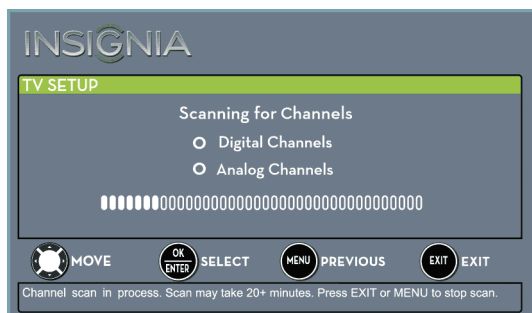 INSIGNIA
TV SETUP
Scanning for Channels
Digital Channels
Analog Channels
MOVE OK ENTER SELECT MENU PREVIOUS EXIT EXIT
Channel scan in process. Scan may take 20+ minutes. Press EXIT or MENU to stop scan.